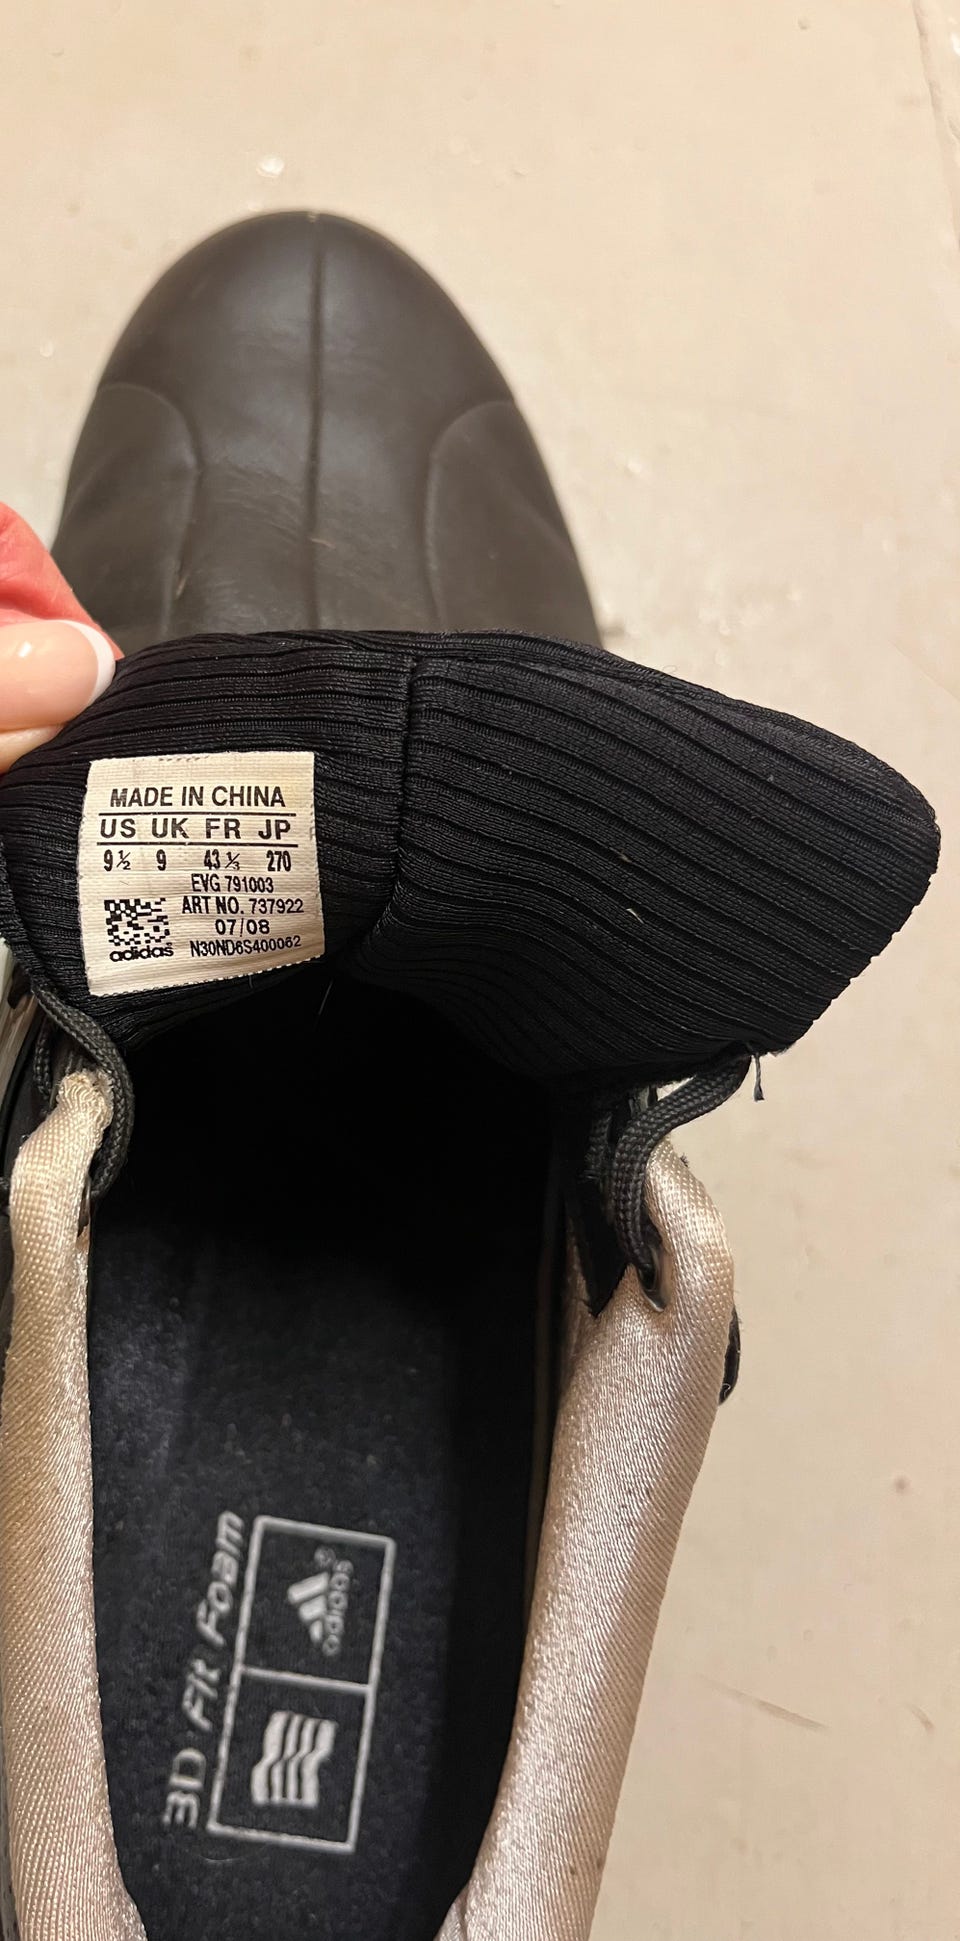 MADE IN CHINA
US UK FR JP
9½ 9 43⅓ 270
EVG 791003
ART NO. 737922
07/08
adidas N30ND6S400062
3D Fit Foam
adidas®